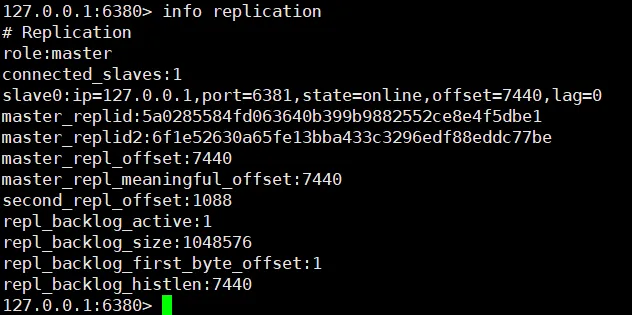 127.0.0.1:6380> info replication
# Replication
role:master
connected_slaves:1
slave0:ip=127.0.0.1,port=6381,state=online,offset=7440,lag=0
master_replid:5a0285584fd063640b399b9882552ce8e4f5dbe1
master_replid2:6f1e52630a65fe13bba433c3296edf88eddc77be
master_repl_offset:7440
master_repl_meaningful_offset:7440
second_repl_offset:1088
repl_backlog_active:1
repl_backlog_size:1048576
repl_backlog_first_byte_offset:1
repl_backlog_histlen:7440
127.0.0.1:6380>